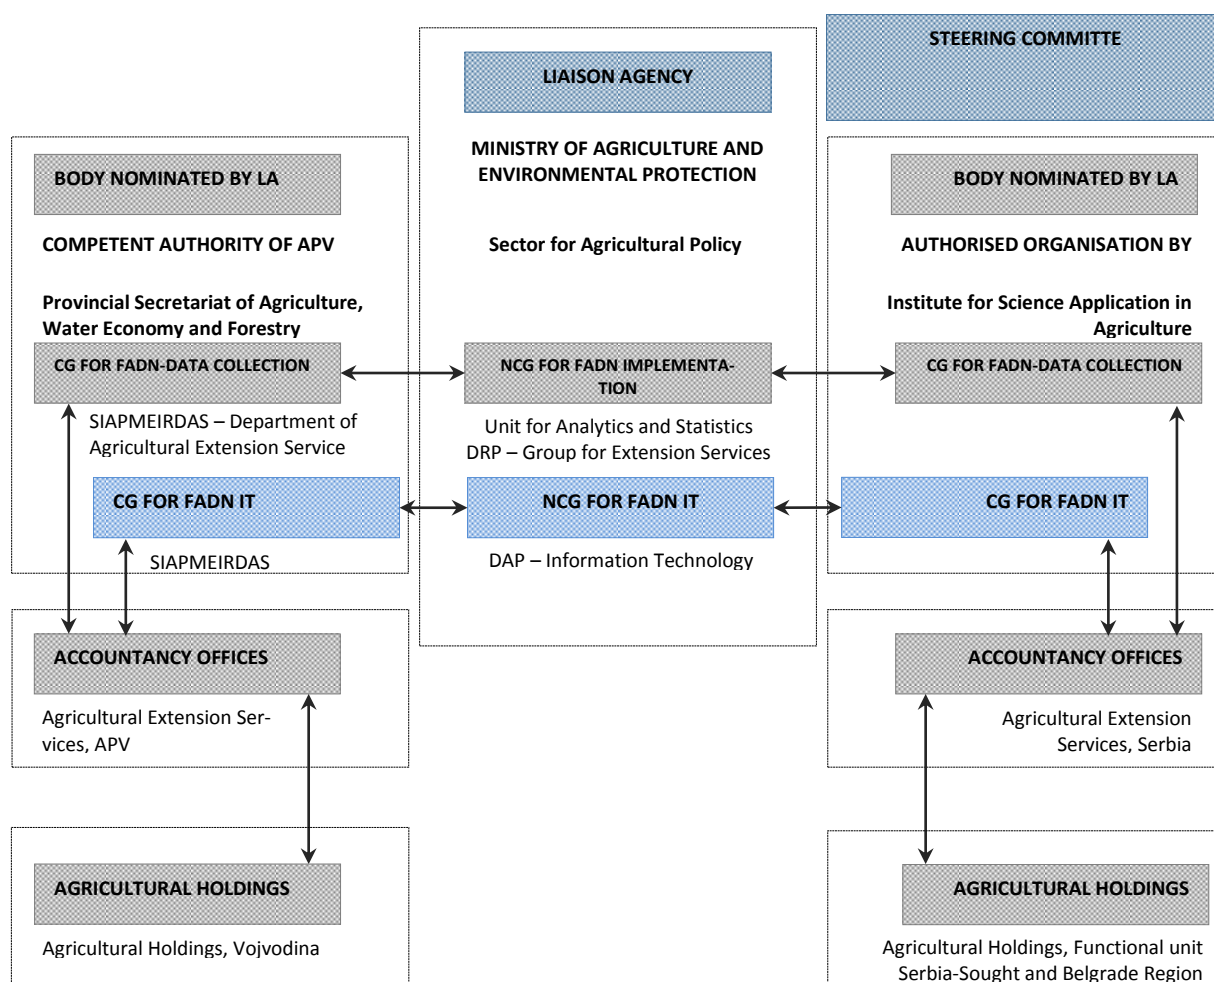 STEERING COMMITTE
LIAISON AGENCY
MINISTRY OF AGRICULTURE AND
ENVIRONMENTAL PROTECTION
BODY NOMINATED BY LA
BODY NOMINATED BY LA
COMPETENT AUTHORITY OF APV
Sector for Agricultural Policy
AUTHORISED ORGANISATION BY
Provincial Secretariat of Agriculture,
Water Economy and Forestry
Institute for Science Application in
Agriculture
CG FOR FADN-DATA COLLECTION
NCG FOR FADN IMPLEMENTA-
TION
CG FOR FADN-DATA COLLECTION
SIAPMEIRDAS – Department of
Agricultural Extension Service
Unit for Analytics and Statistics
DRP – Group for Extension Services
CG FOR FADN IT
NCG FOR FADN IT
CG FOR FADN IT
SIAPMEIRDAS
DAP – Information Technology
ACCOUNTANCY OFFICES
ACCOUNTANCY OFFICES
Agricultural Extension Ser-
vices, APV
Agricultural Extension
Services, Serbia
AGRICULTURAL HOLDINGS
AGRICULTURAL HOLDINGS
Agricultural Holdings, Vojvodina
Agricultural Holdings, Functional unit
Serbia-Sought and Belgrade Region